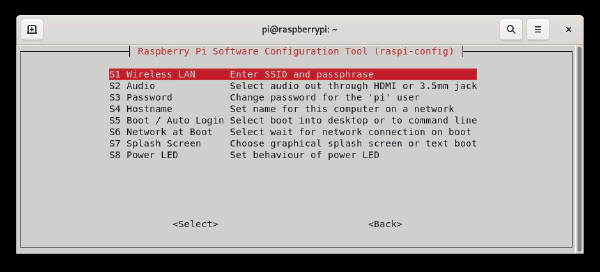 pi@raspberrypi: ~
Raspberry Pi Software Configuration Tool (raspi-config)
S1 Wireless LAN Enter SSID and passphrase
S2 Audio Select audio out through HDMI or 3.5mm jack
S3 Password Change password for the 'pi' user
S4 Hostname Set name for this computer on a network
S5 Boot / Auto Login Select boot into desktop or to command line
S6 Network at Boot Select wait for network connection on boot
S7 Splash Screen Choose graphical splash screen or text boot
S8 Power LED Set behaviour of power LED
<Select> <Back>